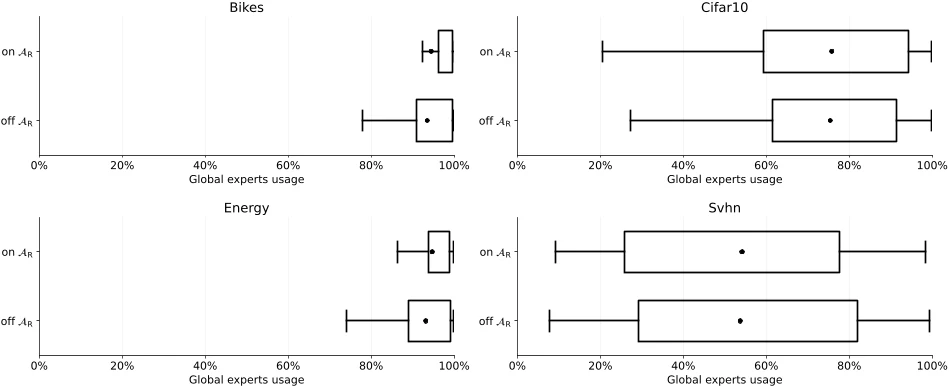 Bikes
on 𝒜R
off 𝒜R
0% 20% 40% 60% 80% 100%
Global experts usage
Cifar10
on 𝒜R
off 𝒜R
0% 20% 40% 60% 80% 100%
Global experts usage
Energy
on 𝒜R
off 𝒜R
0% 20% 40% 60% 80% 100%
Global experts usage
Svhn
on 𝒜R
off 𝒜R
0% 20% 40% 60% 80% 100%
Global experts usage